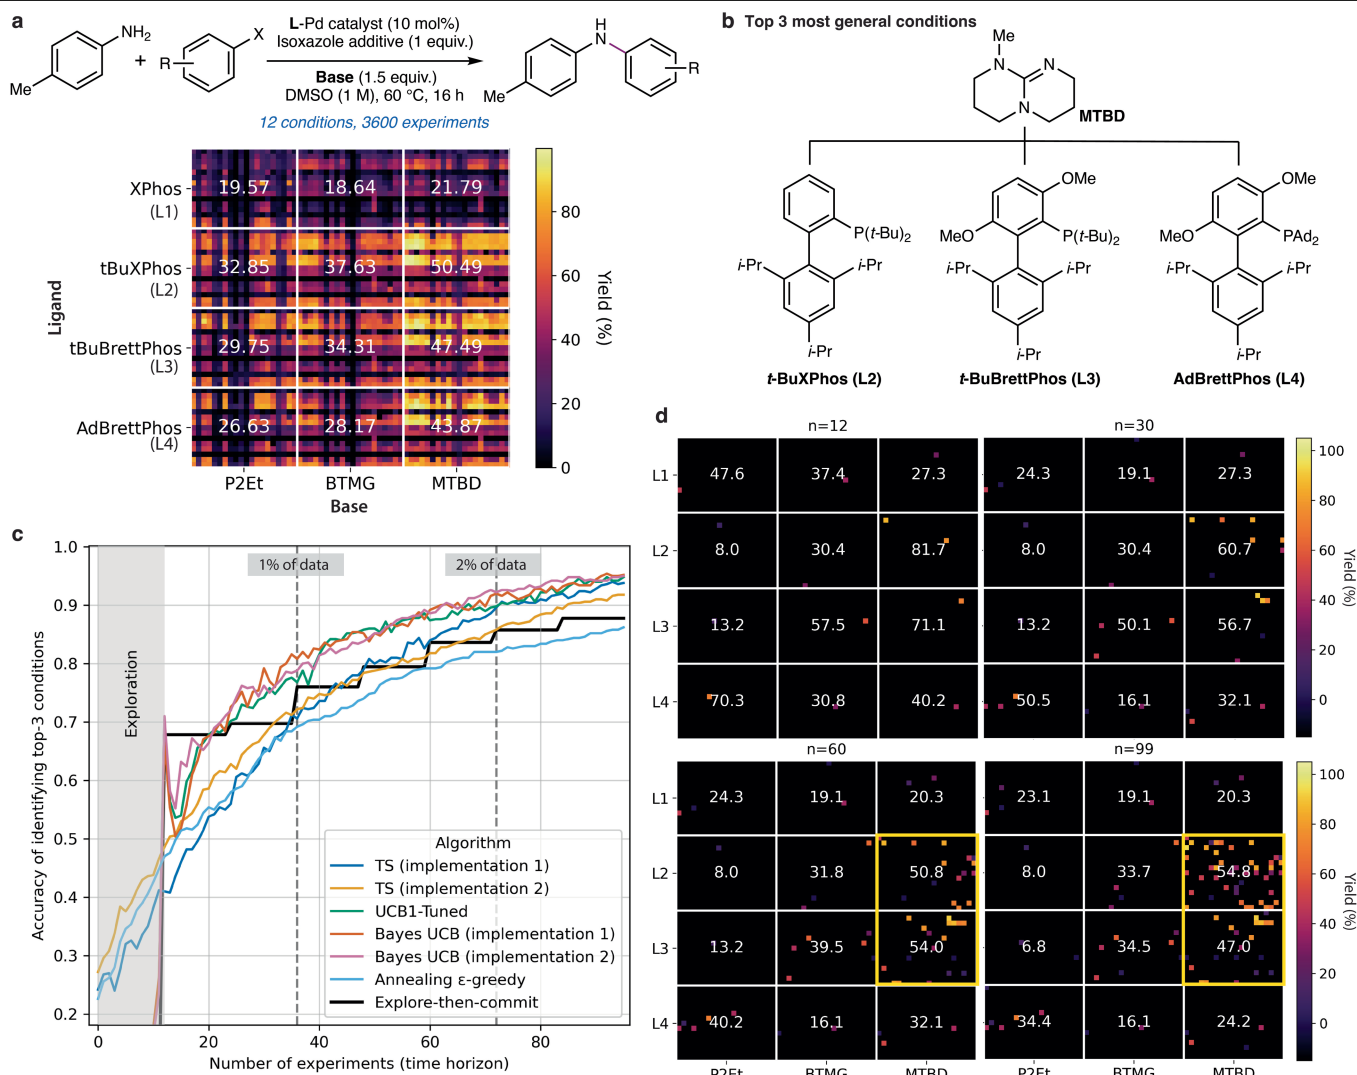 a
NH2
X
R
+
Me
L-Pd catalyst (10 mol%)
Isoxazole additive (1 equiv.)
Base (1.5 equiv.)
DMSO (1 M), 60 °C, 16 h
H
N
R
Me
12 conditions, 3600 experiments
XPhos
(L1)
19.57 18.64 21.79
tBuXPhos
(L2)
32.85 37.63 50.49
tBuBrettPhos
(L3)
29.75 34.31 47.49
AdBrettPhos
(L4)
26.63 28.17 43.87
Ligand
P2Et BTMG MTBD
Base
80
60
40
20
0
Yield (%)
b Top 3 most general conditions
Me
N N
N
MTBD
P(t-Bu)2
i-Pr i-Pr
i-Pr
t-BuXPhos (L2)
OMe
MeO P(t-Bu)2
i-Pr i-Pr
i-Pr
t-BuBrettPhos (L3)
OMe
MeO PAd2
i-Pr i-Pr
i-Pr
AdBrettPhos (L4)
c
1.0
0.9
0.8
0.7
0.6
0.5
0.4
0.3
0.2
Accuracy of identifying top-3 conditions
Exploration
1% of data
2% of data
Algorithm
TS (implementation 1)
TS (implementation 2)
UCB1-Tuned
Bayes UCB (implementation 1)
Bayes UCB (implementation 2)
Annealing ε-greedy
Explore-then-commit
0 20 40 60 80
Number of experiments (time horizon)
d
n=12 n=30
L1 47.6 37.4 27.3 24.3 19.1 27.3
L2 8.0 30.4 81.7 8.0 30.4 60.7
L3 13.2 57.5 71.1 13.2 50.1 56.7
L4 70.3 30.8 40.2 50.5 16.1 32.1
100
80
60
40
20
0
Yield (%)
n=60 n=99
L1 24.3 19.1 20.3 23.1 19.1 20.3
L2 8.0 31.8 50.8 8.0 33.7 54.8
L3 13.2 39.5 54.0 6.8 34.5 47.0
L4 40.2 16.1 32.1 34.4 16.1 24.2
P2Et BTMG MTBD P2Et BTMG MTBD
100
80
60
40
20
0
Yield (%)